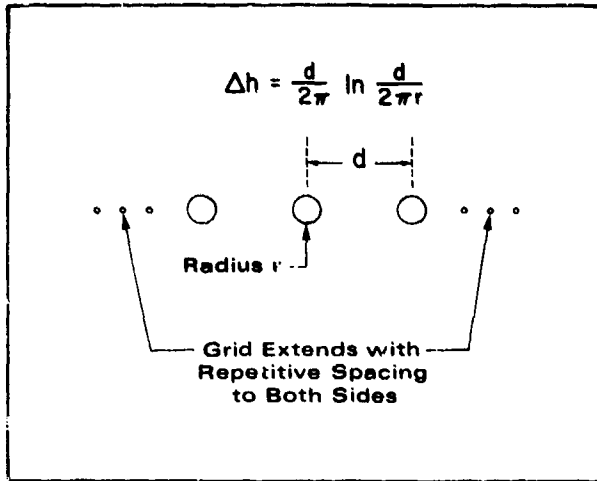 Δh = d/2π ln d/2πr
d
Radius r
Grid Extends with
Repetitive Spacing
to Both Sides